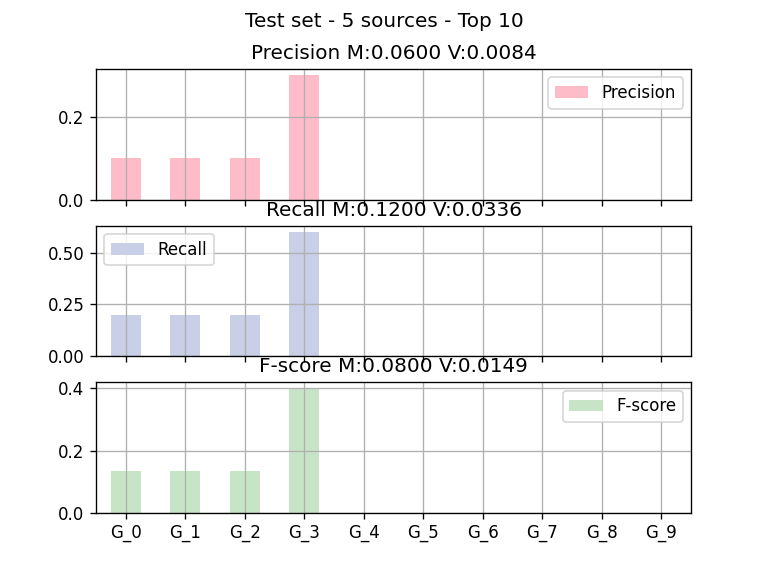 Test set - 5 sources - Top 10
Precision M:0.0600 V:0.0084
Precision
0.2
0.0
Recall M:0.1200 V:0.0336
Recall
0.50
0.25
0.00
F-score M:0.0800 V:0.0149
F-score
0.4
0.2
0.0
G_0 G_1 G_2 G_3 G_4 G_5 G_6 G_7 G_8 G_9